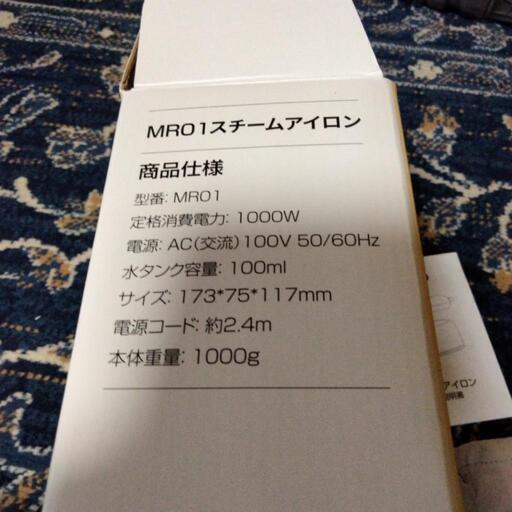 MR01スチームアイロン
商品仕様
型番: MR01
定格消費電力: 1000W
電源: AC(交流)100V 50/60Hz
水タンク容量: 100ml
サイズ: 173*75*117mm
電源コード: 約2.4m
本体重量: 1000g
アイロン
明書